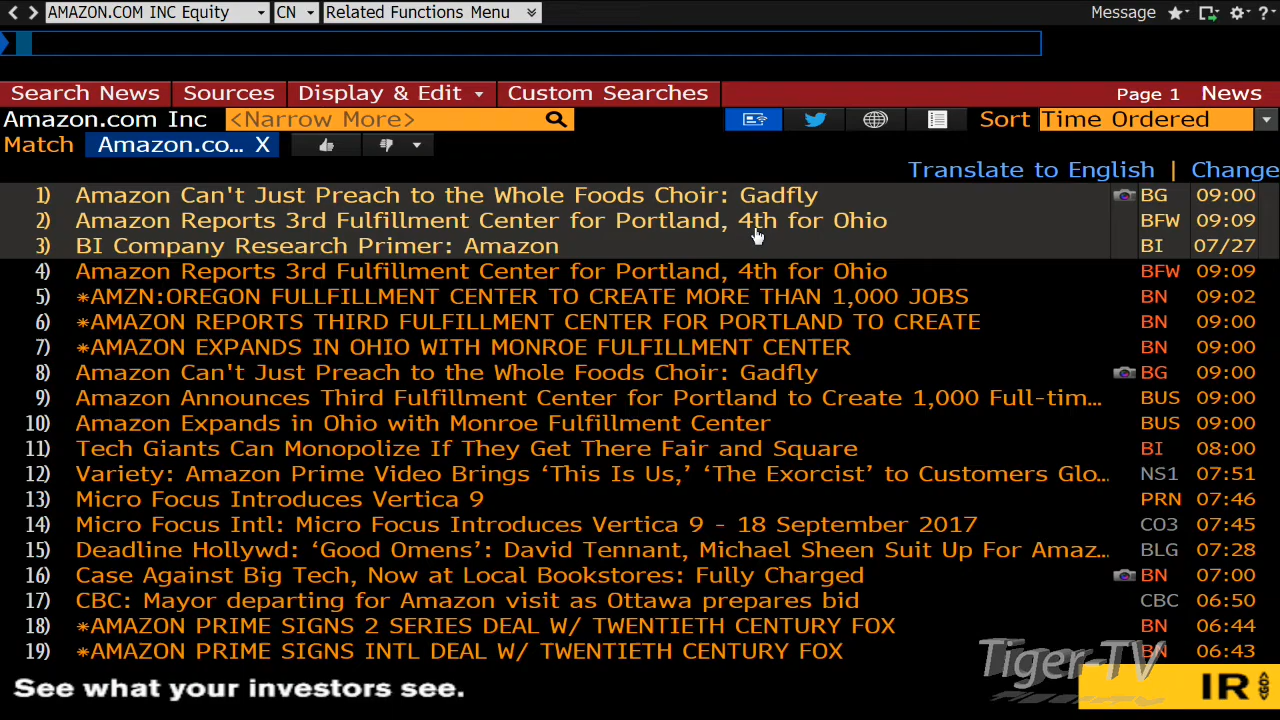 AMAZON.COM INC Equity CN Related Functions Menu Message ?
Search News Sources Display & Edit Custom Searches Page 1 News
Amazon.com Inc <Narrow More> Sort Time Ordered
Match Amazon.co... X
Translate to English | Change
1) Amazon Can't Just Preach to the Whole Foods Choir: Gadfly BG 09:00
2) Amazon Reports 3rd Fulfillment Center for Portland, 4th for Ohio BFW 09:09
3) BI Company Research Primer: Amazon BI 07/27
4) Amazon Reports 3rd Fulfillment Center for Portland, 4th for Ohio BFW 09:09
5) *AMZN:OREGON FULLFILLMENT CENTER TO CREATE MORE THAN 1,000 JOBS BN 09:02
6) *AMAZON REPORTS THIRD FULFILLMENT CENTER FOR PORTLAND TO CREATE BN 09:00
7) *AMAZON EXPANDS IN OHIO WITH MONROE FULFILLMENT CENTER BN 09:00
8) Amazon Can't Just Preach to the Whole Foods Choir: Gadfly BG 09:00
9) Amazon Announces Third Fulfillment Center for Portland to Create 1,000 Full-tim... BUS 09:00
10) Amazon Expands in Ohio with Monroe Fulfillment Center BUS 09:00
11) Tech Giants Can Monopolize If They Get There Fair and Square BI 08:00
12) Variety: Amazon Prime Video Brings ‘This Is Us,’ ‘The Exorcist’ to Customers Glo... NS1 07:51
13) Micro Focus Introduces Vertica 9 PRN 07:46
14) Micro Focus Intl: Micro Focus Introduces Vertica 9 - 18 September 2017 CO3 07:45
15) Deadline Hollywd: ‘Good Omens’: David Tennant, Michael Sheen Suit Up For Amaz... BLG 07:28
16) Case Against Big Tech, Now at Local Bookstores: Fully Charged BN 07:00
17) CBC: Mayor departing for Amazon visit as Ottawa prepares bid CBC 06:50
18) *AMAZON PRIME SIGNS 2 SERIES DEAL W/ TWENTIETH CENTURY FOX BN 06:44
19) *AMAZON PRIME SIGNS INTL DEAL W/ TWENTIETH CENTURY FOX BN 06:43
Tiger-TV
See what your investors see. IR